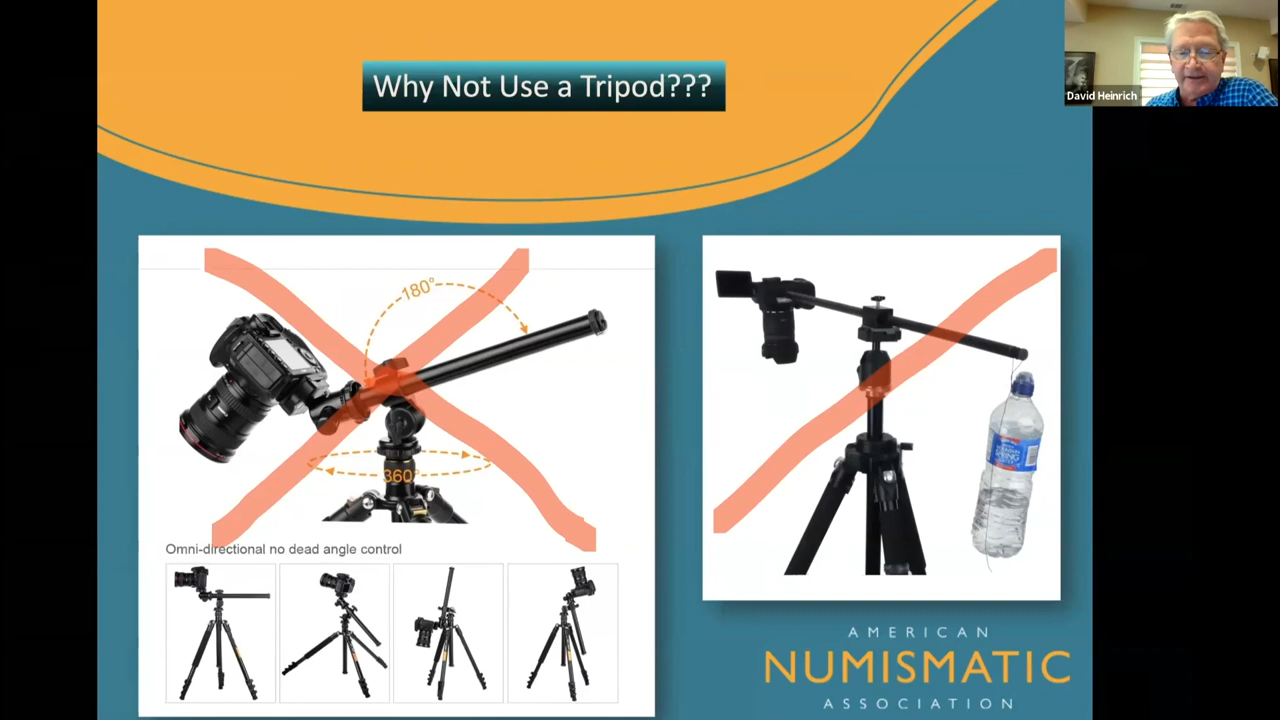 Why Not Use a Tripod???
David Heinrich
180°
360°
Omni-directional no dead angle control
AMERICAN
NUMISMATIC
ASSOCIATION